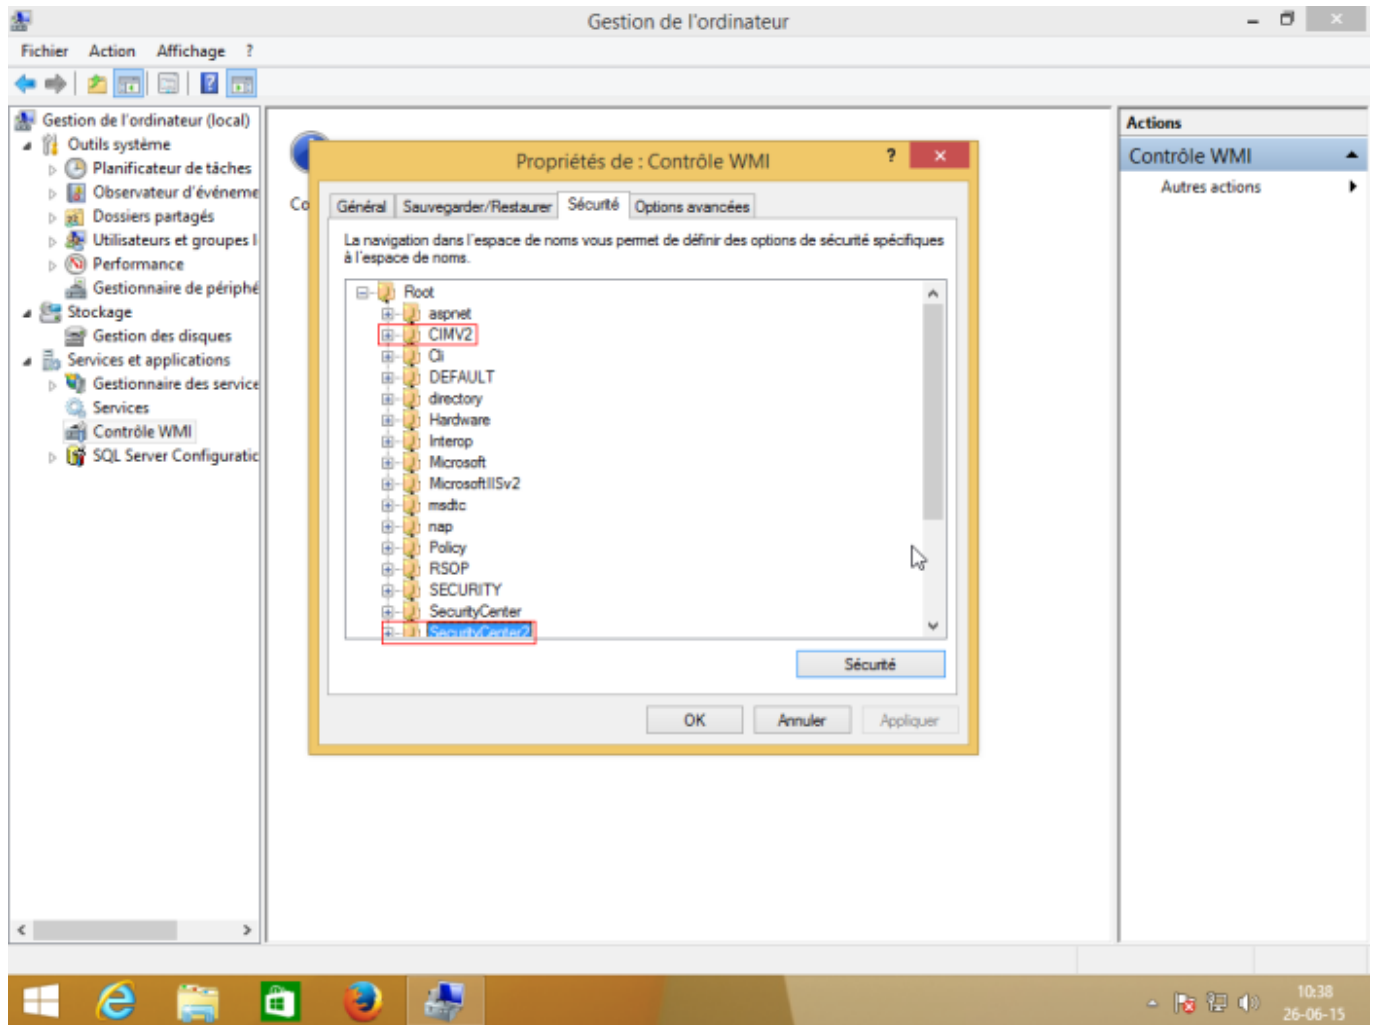 Gestion de l'ordinateur
Fichier Action Affichage ?
Gestion de l'ordinateur (local)
Outils système
Planificateur de tâches
Observateur d'événeme
Dossiers partagés
Utilisateurs et groupes l
Performance
Gestionnaire de périphé
Stockage
Gestion des disques
Services et applications
Gestionnaire des service
Services
Contrôle WMI
SQL Server Configuratic
Co
Propriétés de : Contrôle WMI
?
Général Sauvegarder/Restaurer Sécurité Options avancées
La navigation dans l'espace de noms vous permet de définir des options de sécurité spécifiques
à l'espace de noms.
Root
aspnet
CIMV2
Cli
DEFAULT
directory
Hardware
Interop
Microsoft
MicrosoftIISv2
msdtc
nap
Policy
RSOP
SECURITY
SecurityCenter
SecurityCenter2
Sécurité
OK Annuler Appliquer
Actions
Contrôle WMI
Autres actions
10:38
26-06-15